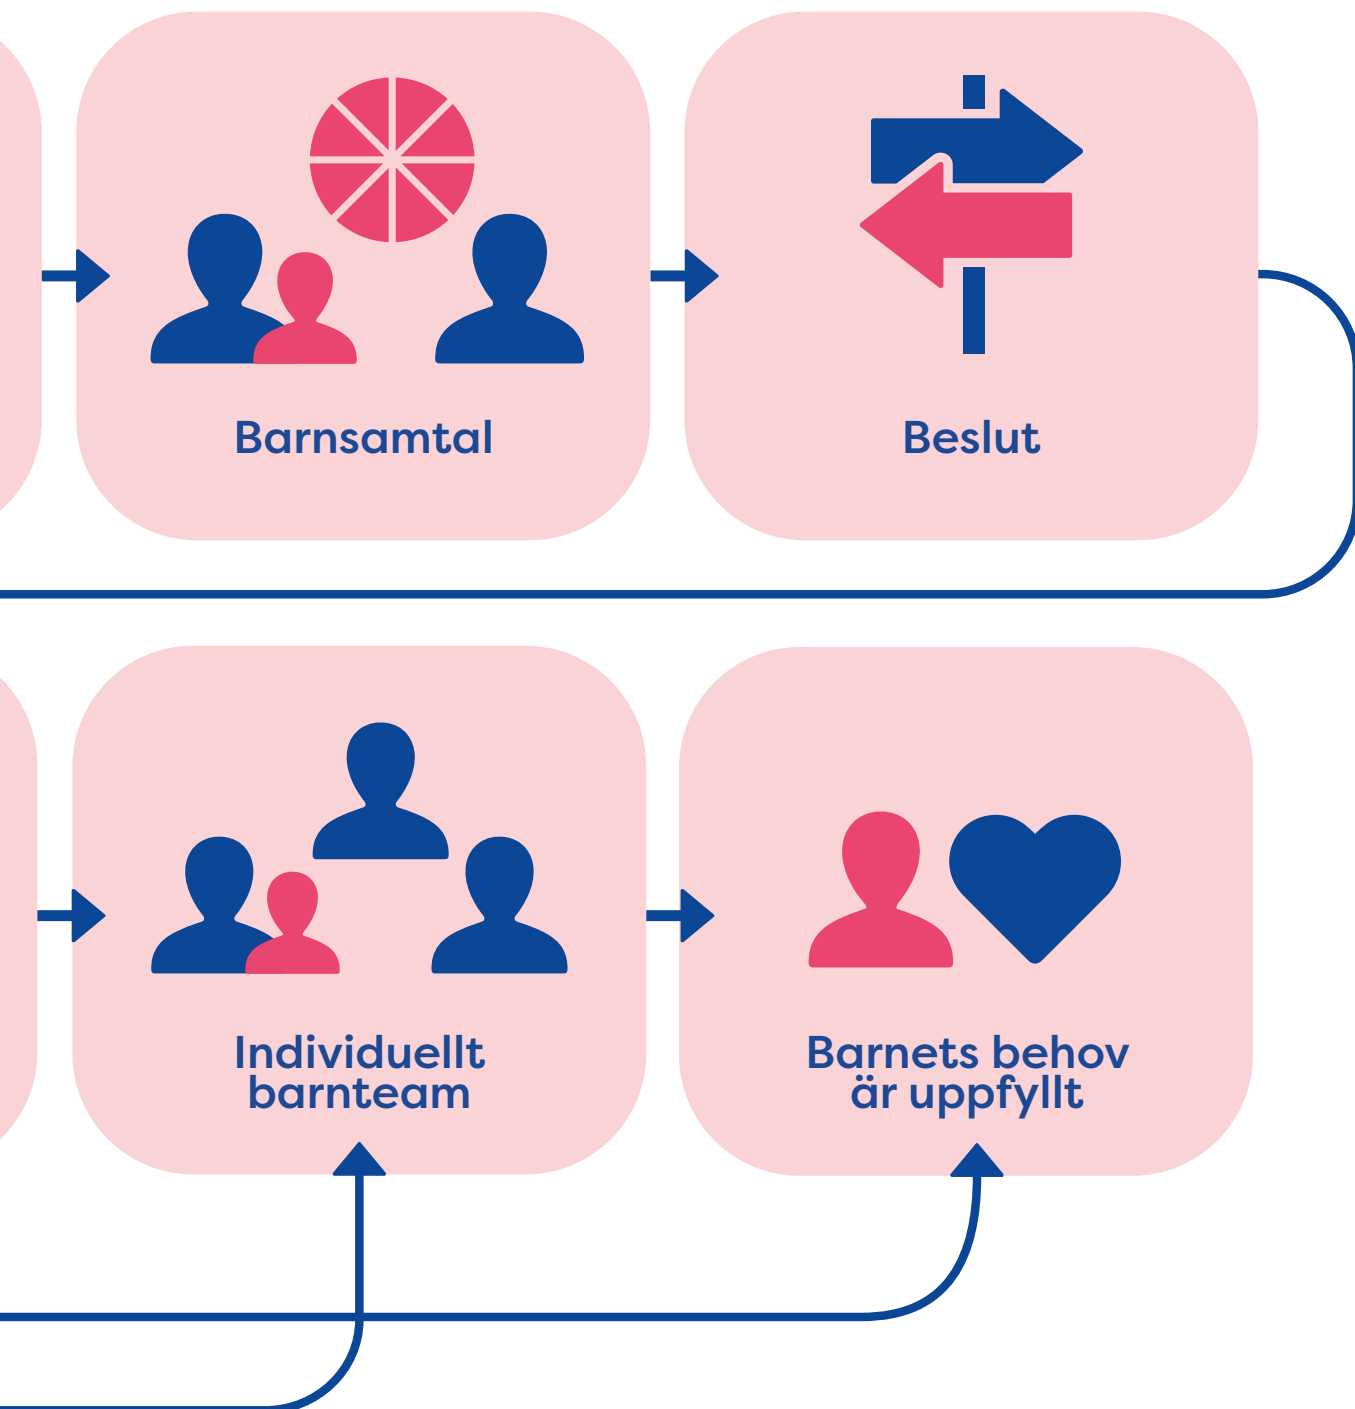 Barnsamtal
Beslut
Individuellt
barnteam
Barnets behov
är uppfyllt